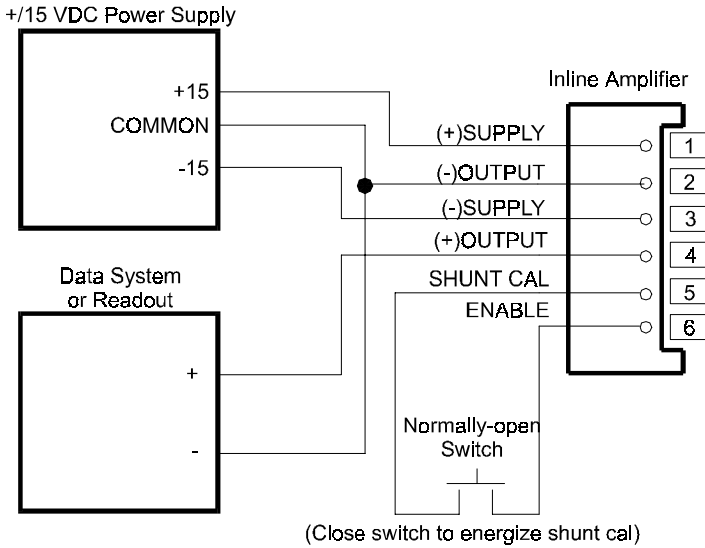 +/15 VDC Power Supply
+15
COMMON
-15
Inline Amplifier
(+)SUPPLY
1
(-)OUTPUT
2
(-)SUPPLY
3
(+)OUTPUT
4
SHUNT CAL
5
ENABLE
6
Data System
or Readout
+
-
Normally-open
Switch
(Close switch to energize shunt cal)